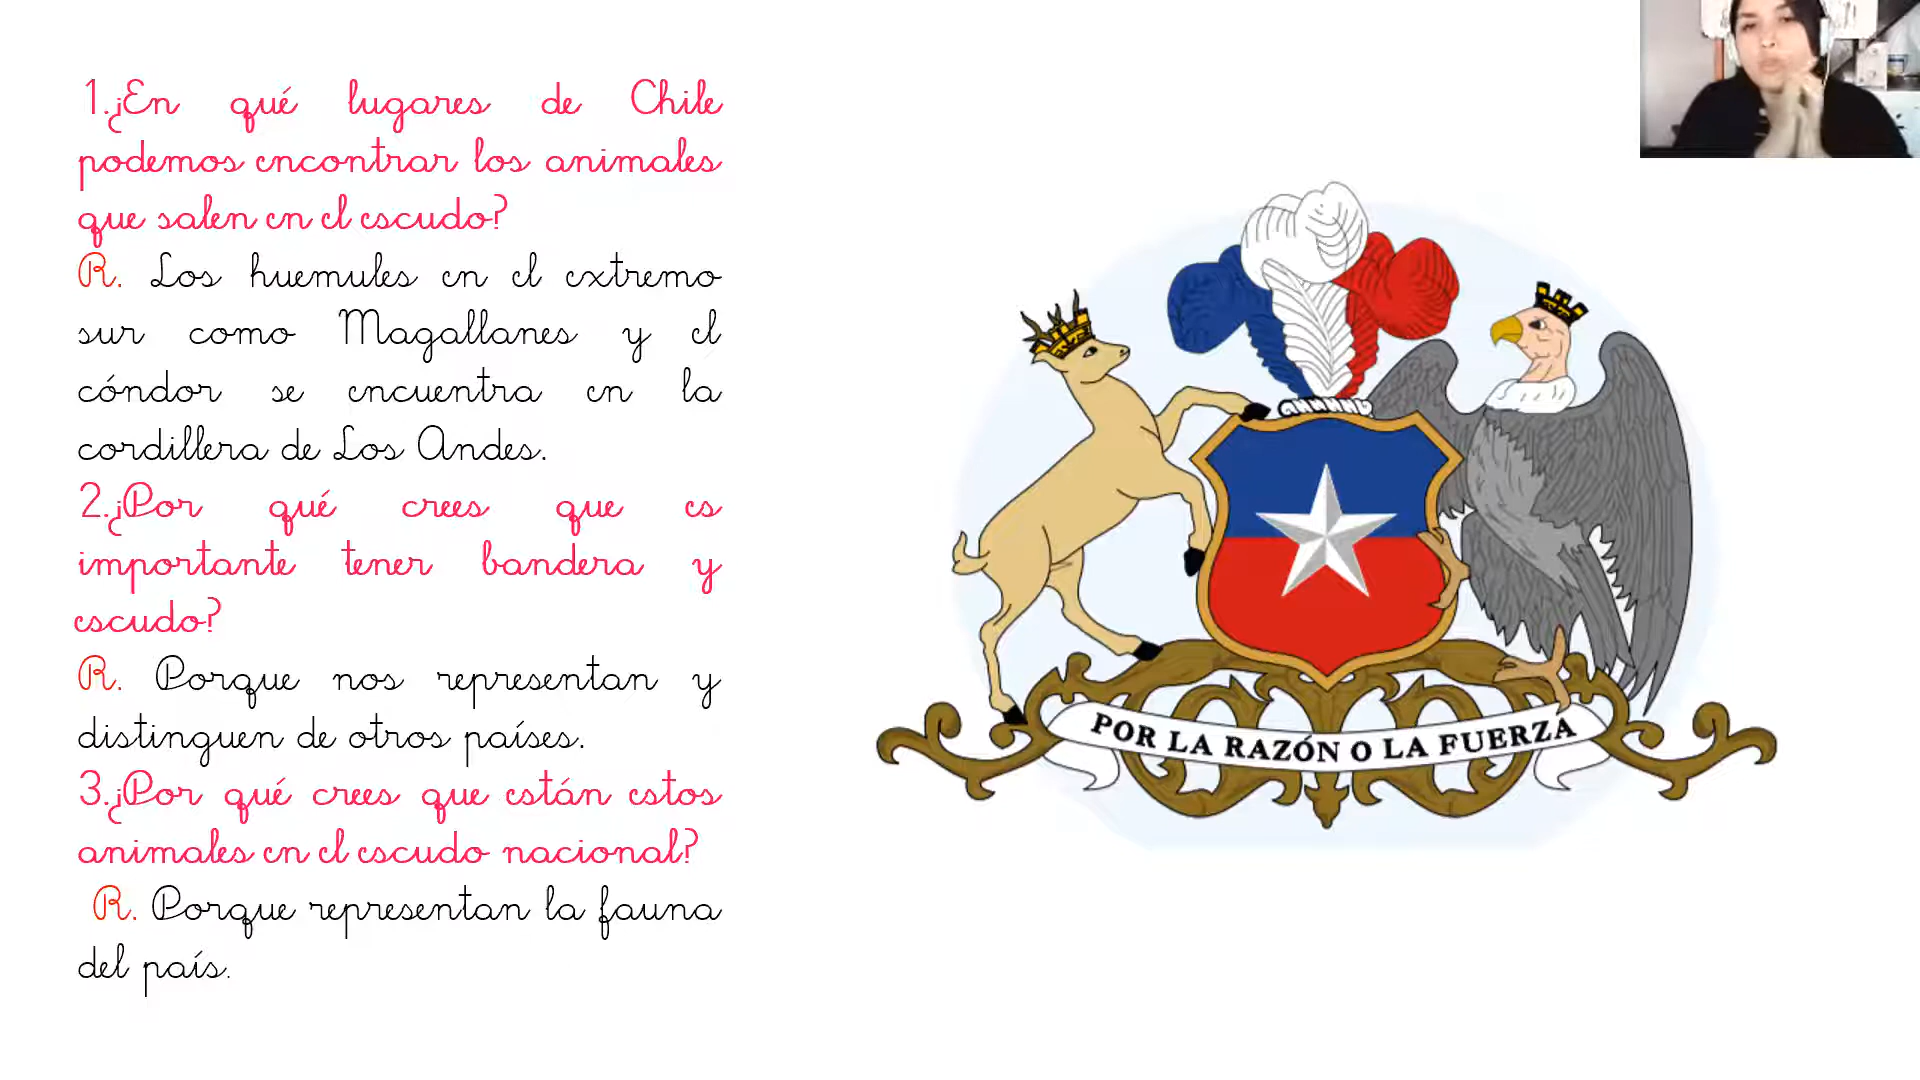 1.¿En qué lugares de Chile
podemos encontrar los animales
que salen en el escudo?
R. Los huemules en el extremo
sur como Magallanes y el
cóndor se encuentra en la
cordillera de Los Andes.
2.¿Por qué crees que es
importante tener bandera y
escudo?
R. Porque nos representan y
distinguen de otros países.
3.¿Por qué crees que están estos
animales en el escudo nacional?
R. Porque representan la fauna
del país.
POR LA RAZÓN O LA FUERZA